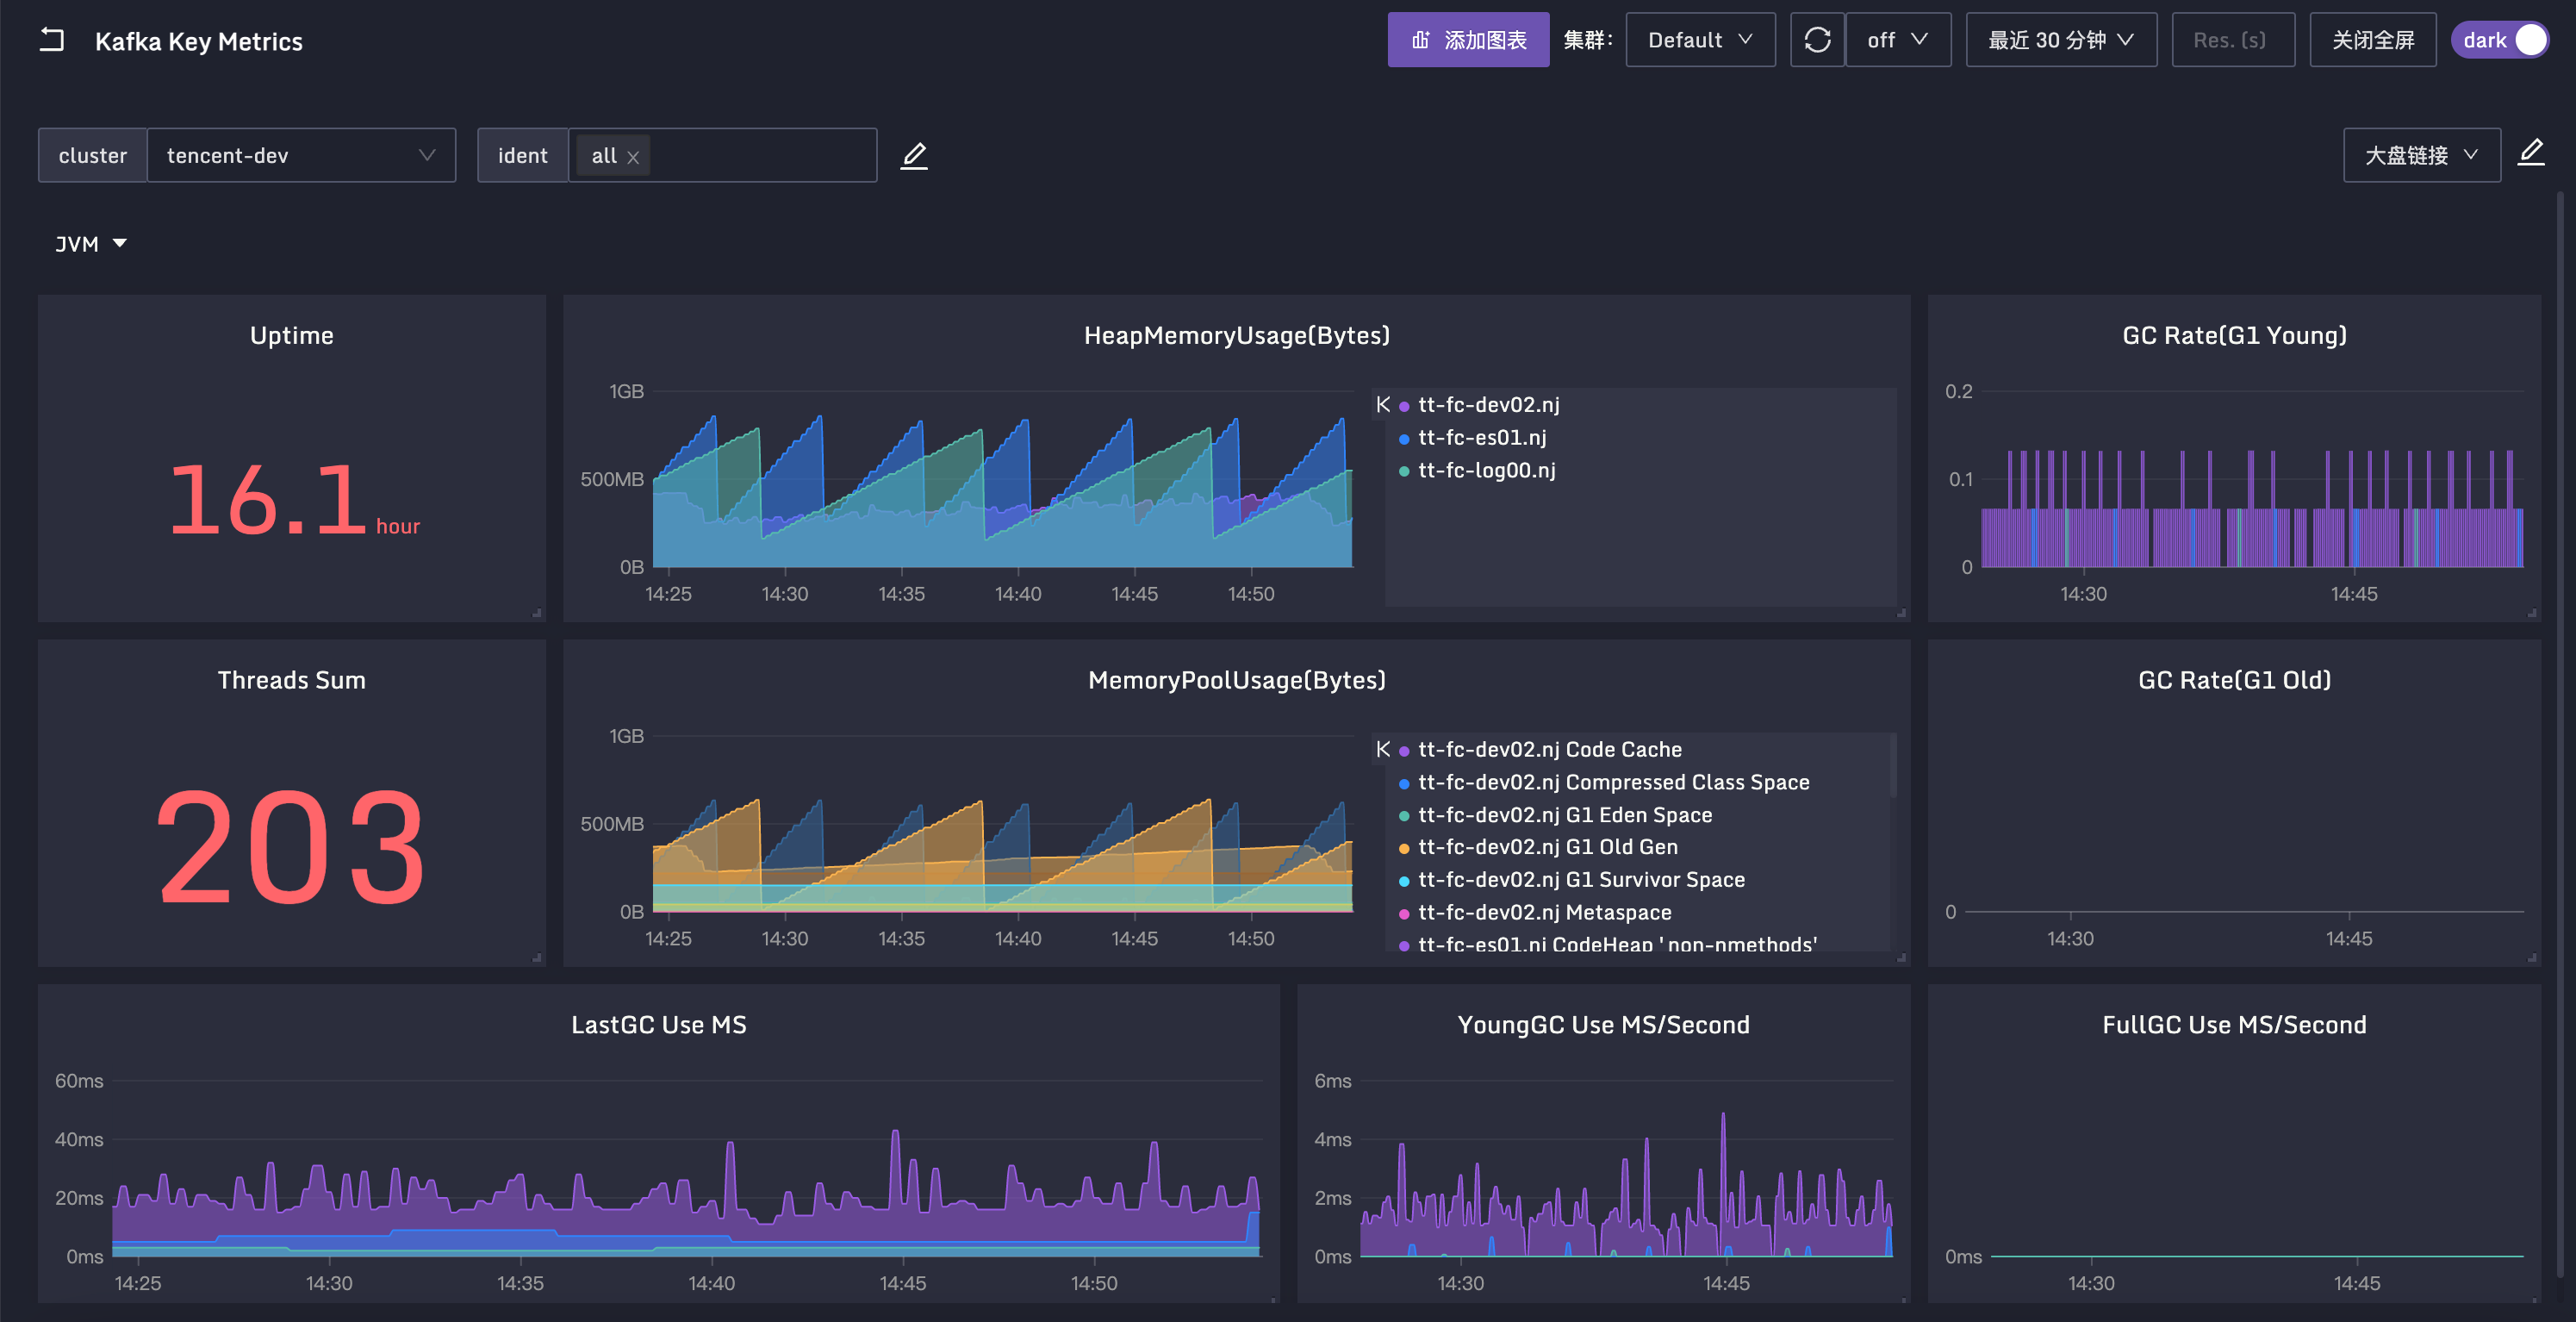 Kafka Key Metrics
添加图表
集群:
Default
off
最近 30 分钟
Res. (s)
关闭全屏
dark
cluster
tencent-dev
ident
all
大盘链接
JVM
Uptime
16.1 hour
HeapMemoryUsage(Bytes)
1GB
500MB
0B
14:25
14:30
14:35
14:40
14:45
14:50
tt-fc-dev02.nj
tt-fc-es01.nj
tt-fc-log00.nj
GC Rate(G1 Young)
0.2
0.1
0
14:30
14:45
Threads Sum
203
MemoryPoolUsage(Bytes)
1GB
500MB
0B
14:25
14:30
14:35
14:40
14:45
14:50
tt-fc-dev02.nj Code Cache
tt-fc-dev02.nj Compressed Class Space
tt-fc-dev02.nj G1 Eden Space
tt-fc-dev02.nj G1 Old Gen
tt-fc-dev02.nj G1 Survivor Space
tt-fc-dev02.nj Metaspace
tt-fc-es01.nj CodeHeap 'non-nmethods'
GC Rate(G1 Old)
0
14:30
14:45
LastGC Use MS
60ms
40ms
20ms
0ms
14:25
14:30
14:35
14:40
14:45
14:50
YoungGC Use MS/Second
6ms
4ms
2ms
0ms
14:30
14:45
FullGC Use MS/Second
0ms
14:30
14:45